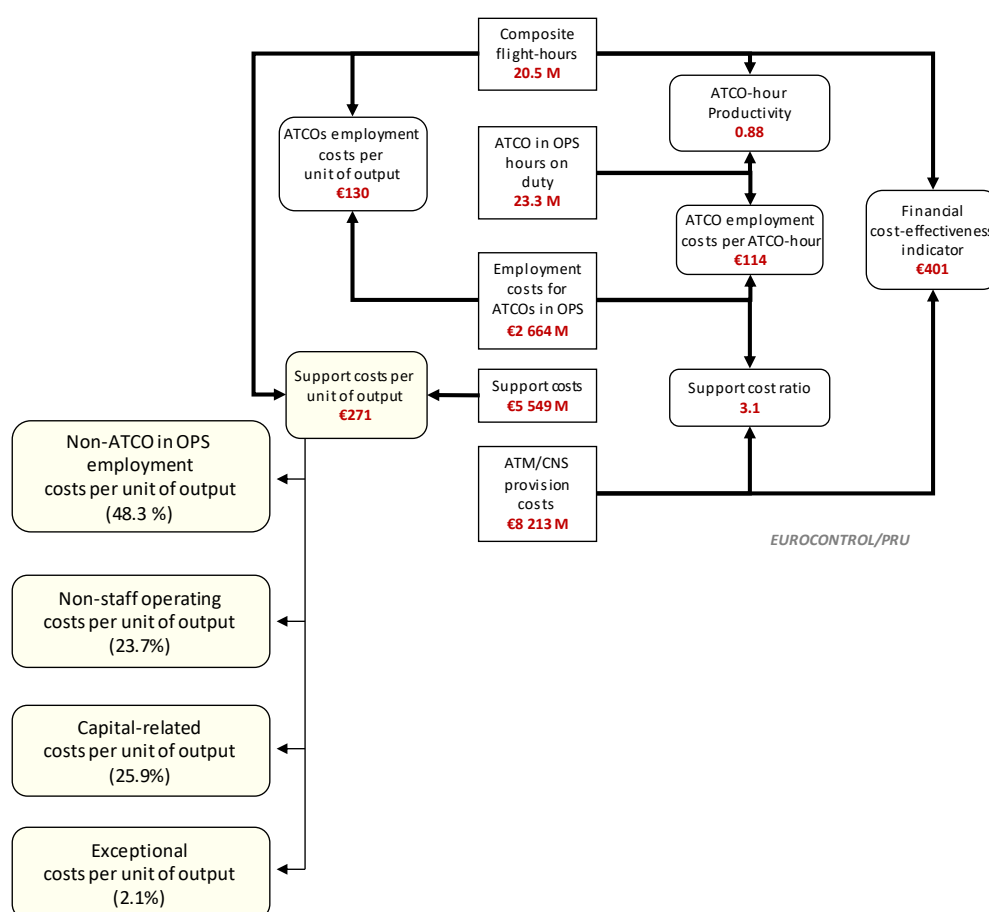 Composite
flight-hours
20.5 M
ATCO-hour
Productivity
0.88
ATCOs employment
costs per
unit of output
€130
ATCO in OPS
hours on
duty
23.3 M
ATCO employment
costs per ATCO-hour
€114
Financial
cost-effectiveness
indicator
€401
Employment
costs for
ATCOs in OPS
€2 664 M
Support costs per
unit of output
€271
Support costs
€5 549 M
Support cost ratio
3.1
Non-ATCO in OPS
employment
costs per unit of output
(48.3 %)
ATM/CNS
provision
costs
€8 213 M
EUROCONTROL/PRU
Non-staff operating
costs per unit of output
(23.7%)
Capital-related
costs per unit of output
(25.9%)
Exceptional
costs per unit of output
(2.1%)